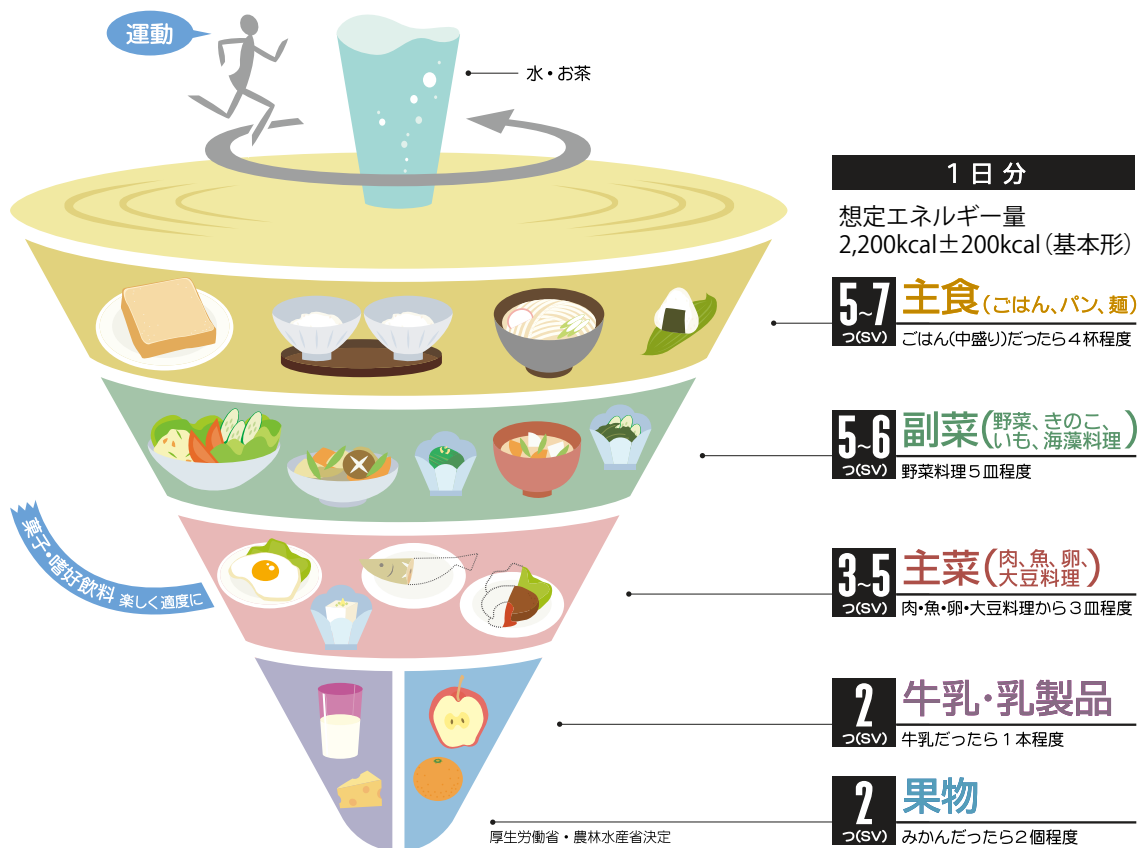 運動
水・お茶
1日分
想定エネルギー量
2,200kcal±200kcal(基本形)
5~7
つ(SV)
主食(ごはん、パン、麺)
ごはん(中盛り)だったら4杯程度
5~6
つ(SV)
副菜(野菜、きのこ、
いも、海藻料理)
野菜料理5皿程度
菓子・嗜好飲料 楽しく適度に
3~5
つ(SV)
主菜(肉、魚、卵、
大豆料理)
肉・魚・卵・大豆料理から3皿程度
2
つ(SV)
牛乳・乳製品
牛乳だったら1本程度
2
つ(SV)
果物
みかんだったら2個程度
厚生労働省・農林水産省決定